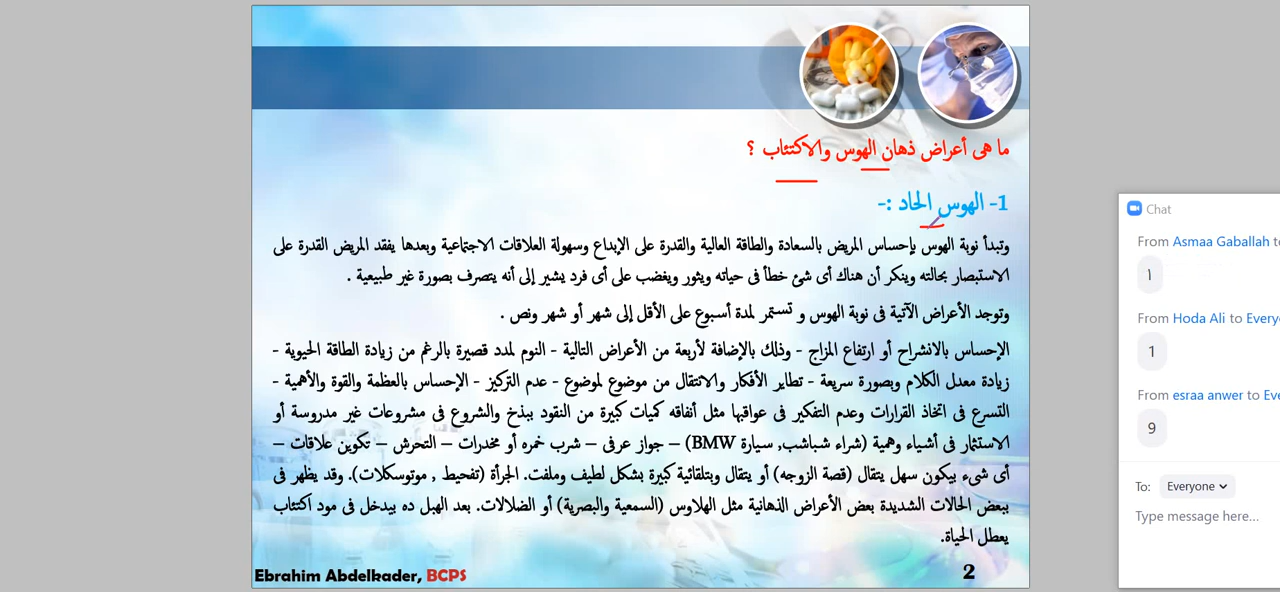 ما هى أعراض ذهان الهوس والاكتئاب ؟
1- الهوس الحاد :-
وتبدأ نوبة الهوس بإحساس المريض بالسعادة والطاقة العالية والقدرة على الإبداع وسهولة العلاقات الاجتماعية وبعدها يفقد المريض القدرة على
الاستبصار بحالته وينكر أن هناك أى شئ خطأ فى حياته ويثور ويغضب على أى فرد يشير إلى أنه يتصرف بصورة غير طبيعية .
وتوجد الأعراض الآتية فى نوبة الهوس و تستمر لمدة أسبوع على الأقل إلى شهر أو شهر ونص .
الإحساس بالانشراح أو ارتفاع المزاج - وذلك بالإضافة لأربعة من الأعراض التالية - النوم لمدد قصيرة بالرغم من زيادة الطاقة الحيوية -
زيادة معدل الكلام وبصورة سريعة - تطاير الأفكار والانتقال من موضوع لموضوع - عدم التركيز - الإحساس بالعظمة والقوة والأهمية -
التسرع فى اتخاذ القرارات وعدم التفكير فى عواقبها مثل أنفاقه كميات كبيرة من النقود ببذخ والشروع فى مشروعات غير مدروسة أو
الاستثمار فى أشياء وهمية (شراء شباشب, سيارة BMW) – جواز عرفى – شرب خمره أو مخدرات – التحرش – تكوين علاقات –
أى شىء بيكون سهل يتقال (قصة الزوجه) أو يتقال وبتلقائية كبيرة بشكل لطيف وملفت. الجرأة (تفحيط , موتوسكلات). وقد يظهر فى
ببعض الحالات الشديدة بعض الأعراض الذهانية مثل الهلاوس (السمعية والبصرية) أو الضلالات. بعد الهبل ده بيدخل فى مود اكتئاب
يعطل الحياة.
Ebrahim Abdelkader, BCPS
2
Chat
From Asmaa Gaballah to
١
From Hoda Ali to Every
1
From esraa anwer to Eve
9
To: Everyone
Type message here...